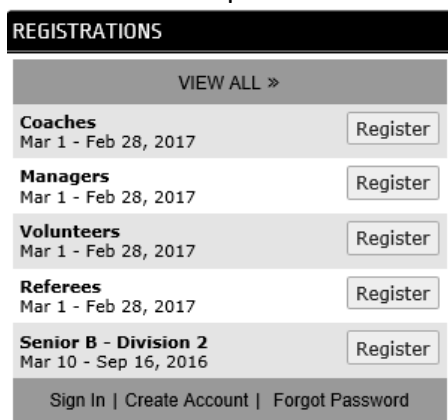 REGISTRATIONS
VIEW ALL »
Coaches
Mar 1 - Feb 28, 2017
Register
Managers
Mar 1 - Feb 28, 2017
Register
Volunteers
Mar 1 - Feb 28, 2017
Register
Referees
Mar 1 - Feb 28, 2017
Register
Senior B - Division 2
Mar 10 - Sep 16, 2016
Register
Sign In | Create Account | Forgot Password